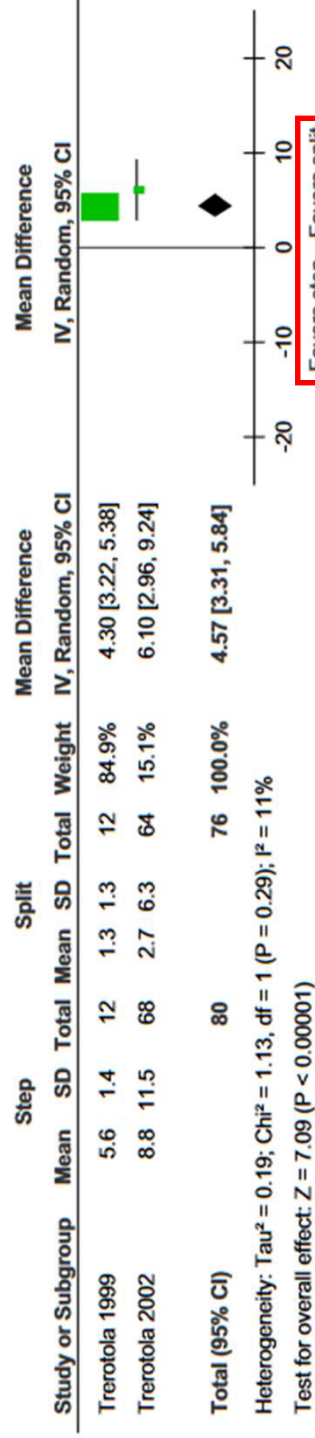 Step Split Mean Difference Mean Difference
Study or Subgroup Mean SD Total Mean SD Total Weight IV, Random, 95% CI IV, Random, 95% CI
Trerotola 1999 5.6 1.4 12 1.3 1.3 12 84.9% 4.30 [3.22, 5.38]
Trerotola 2002 8.8 11.5 68 2.7 6.3 64 15.1% 6.10 [2.96, 9.24]
Total (95% CI) 80 76 100.0% 4.57 [3.31, 5.84]
Heterogeneity: Tau² = 0.19; Chi² = 1.13, df = 1 (P = 0.29); I² = 11%
Test for overall effect: Z = 7.09 (P < 0.00001)
-20 -10 0 10 20
Favors step Favors split